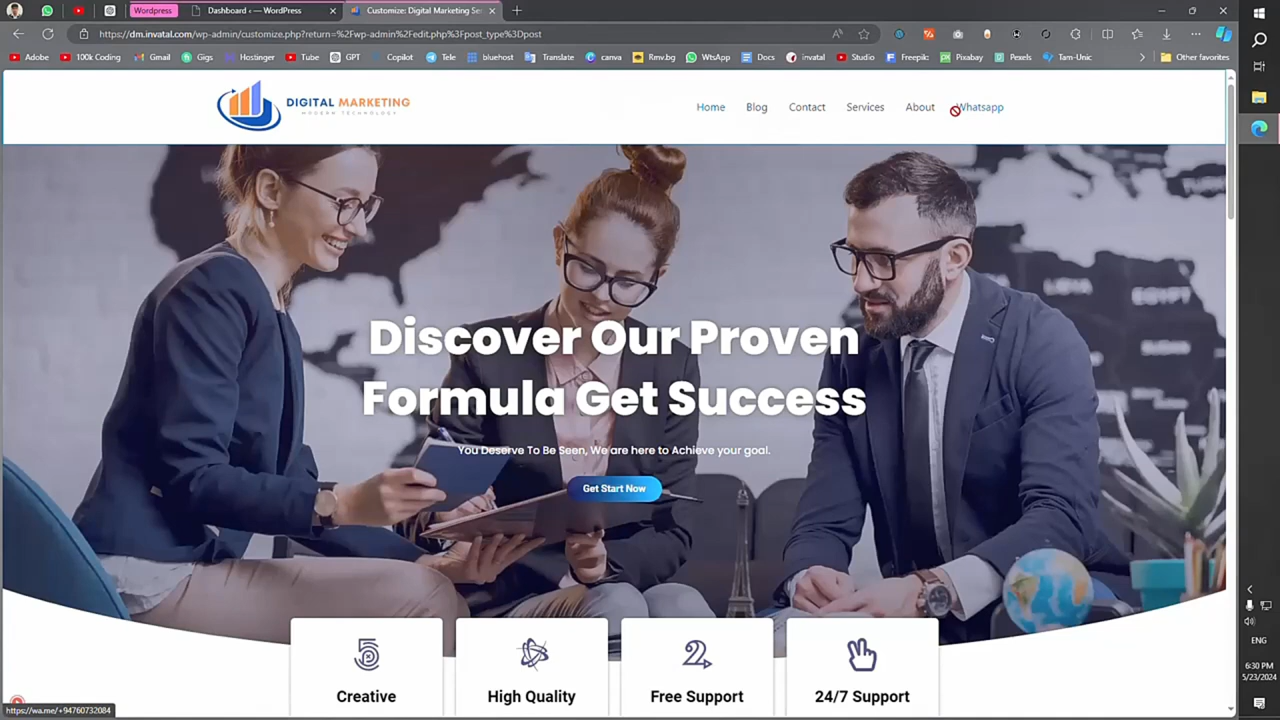 Wordpress
Dashboard ‹ — WordPress
Customize: Digital Marketing Se
https://dm.invatal.com/wp-admin/customize.php?return=%2Fwp-admin%2Fedit.php%3Fpost_type%3Dpost
Adobe
100k Coding
Gmail
Gigs
Hostinger
Tube
GPT
Copilot
Tele
bluehost
Translate
canva
Rmv.bg
WtsApp
Docs
invatal
Studio
Freepik:
Pixabay
Pexels
Tam-Unic
Other favorites
DIGITAL MARKETING
MODERN TECHNOLOGY
Home
Blog
Contact
Services
About
Whatsapp
LIBYA
EGYPT
SUDAN
Discover Our Proven
Formula Get Success
You Deserve To Be Seen, We are here to Achieve your goal.
Get Start Now
Creative
High Quality
Free Support
24/7 Support
https://wa.me/+94760732084
ENG
6:30 PM
5/23/2024